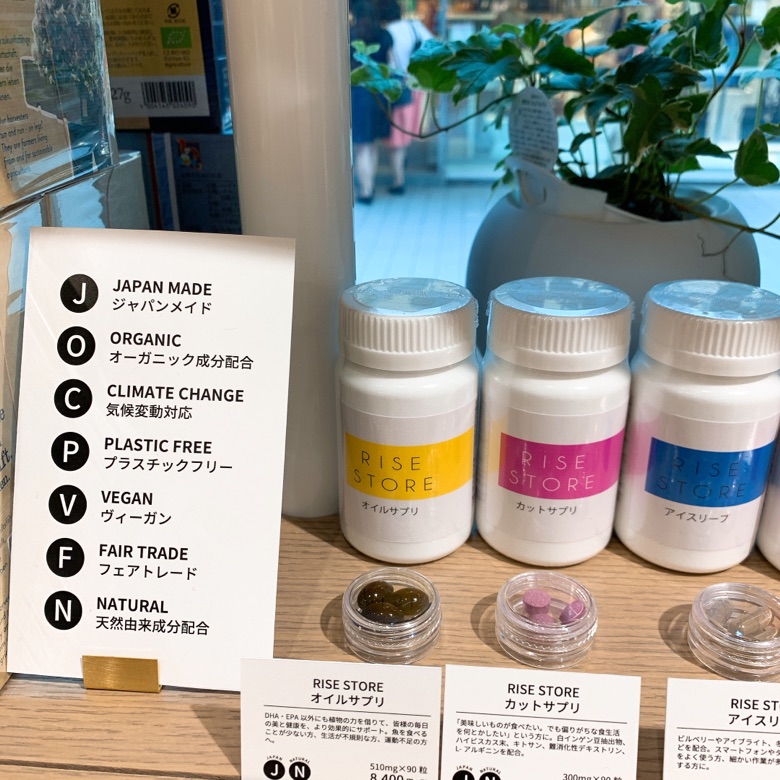 J JAPAN MADE
ジャパンメイド
O ORGANIC
オーガニック成分配合
C CLIMATE CHANGE
気候変動対応
P PLASTIC FREE
プラスチックフリー
V VEGAN
ヴィーガン
F FAIR TRADE
フェアトレード
N NATURAL
天然由来成分配合
27g
RISE
STORE
オイルサプリ
RISE
STORE
カットサプリ
RISE
STORE
アイスリープ
RISE STORE
オイルサプリ
DHA・EPA 以外にも植物の力を借りて、皆様の毎日
の美と健康を、より効果的にサポート。魚を食べる
ことが少ない方、生活が不規則な方、運動不足の方
へ。
JAPAN MADE NATURAL
J N
510mg×90 粒
8,400
RISE STORE
カットサプリ
「美味しいものが食べたい。でも偏りがちな食生活
を何とかしたい」という方に。白インゲン豆抽出物、
ハイビスカス末、キトサン、難消化性デキストリン、
L-アルギニンを配合。
JAPAN NATURAL
J N
300mg×90 粒
RISE ST
アイスリ
ビルベリーやアイブライト、
どを配合。スマートフォンや
をよく使う方、細かい作業が
する方に。